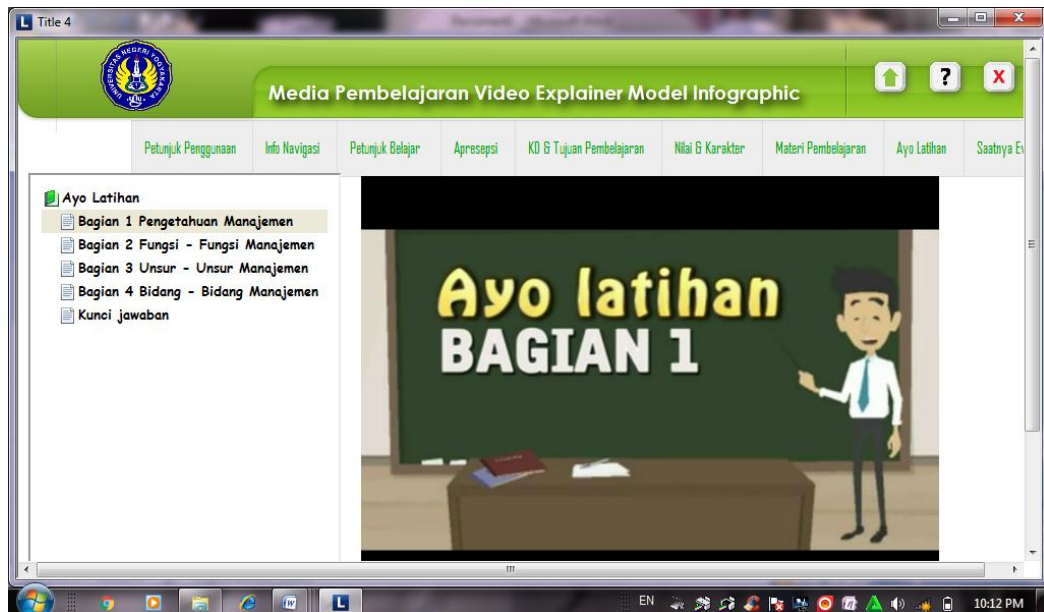 Title 4
Media Pembelajaran Video Explainer Model Infographic
?
X
Petunjuk Penggunaan
Info Navigasi
Petunjuk Belajar
Apresepsi
KD & Tujuan Pembelajaran
Nilai & Karakter
Materi Pembelajaran
Ayo Latihan
Saatnya Ev
Ayo Latihan
Bagian 1 Pengetahuan Manajemen
Bagian 2 Fungsi - Fungsi Manajemen
Bagian 3 Unsur - Unsur Manajemen
Bagian 4 Bidang - Bidang Manajemen
Kunci jawaban
Ayo latihan
BAGIAN 1
EN
10:12 PM